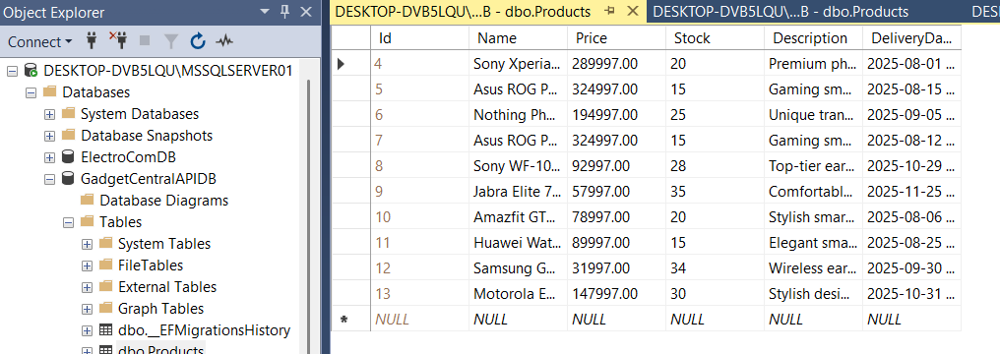 Object Explorer
Connect
DESKTOP-DVB5LQU\MSSQLSERVER01
Databases
System Databases
Database Snapshots
ElectroComDB
GadgetCentralAPIDB
Database Diagrams
Tables
System Tables
FileTables
External Tables
Graph Tables
dbo.__EFMigrationsHistory
dbo.Products
DESKTOP-DVB5LQU\...B - dbo.Products
DESKTOP-DVB5LQU\...B - dbo.Products
DES
Id Name Price Stock Description DeliveryDa...
4 Sony Xperia... 289997.00 20 Premium ph... 2025-08-01 ...
5 Asus ROG P... 324997.00 15 Gaming sm... 2025-08-15 ...
6 Nothing Ph... 194997.00 25 Unique tran... 2025-09-05 ...
7 Asus ROG P... 324997.00 15 Gaming sm... 2025-08-12 ...
8 Sony WF-10... 92997.00 28 Top-tier ear... 2025-10-29 ...
9 Jabra Elite 7... 57997.00 35 Comfortabl... 2025-11-25 ...
10 Amazfit GT... 78997.00 20 Stylish smar... 2025-08-06 ...
11 Huawei Wat... 89997.00 15 Elegant sma... 2025-08-25 ...
12 Samsung G... 31997.00 34 Wireless ear... 2025-09-30 ...
13 Motorola E... 147997.00 30 Stylish desi... 2025-10-31 ...
NULL NULL NULL NULL NULL NULL